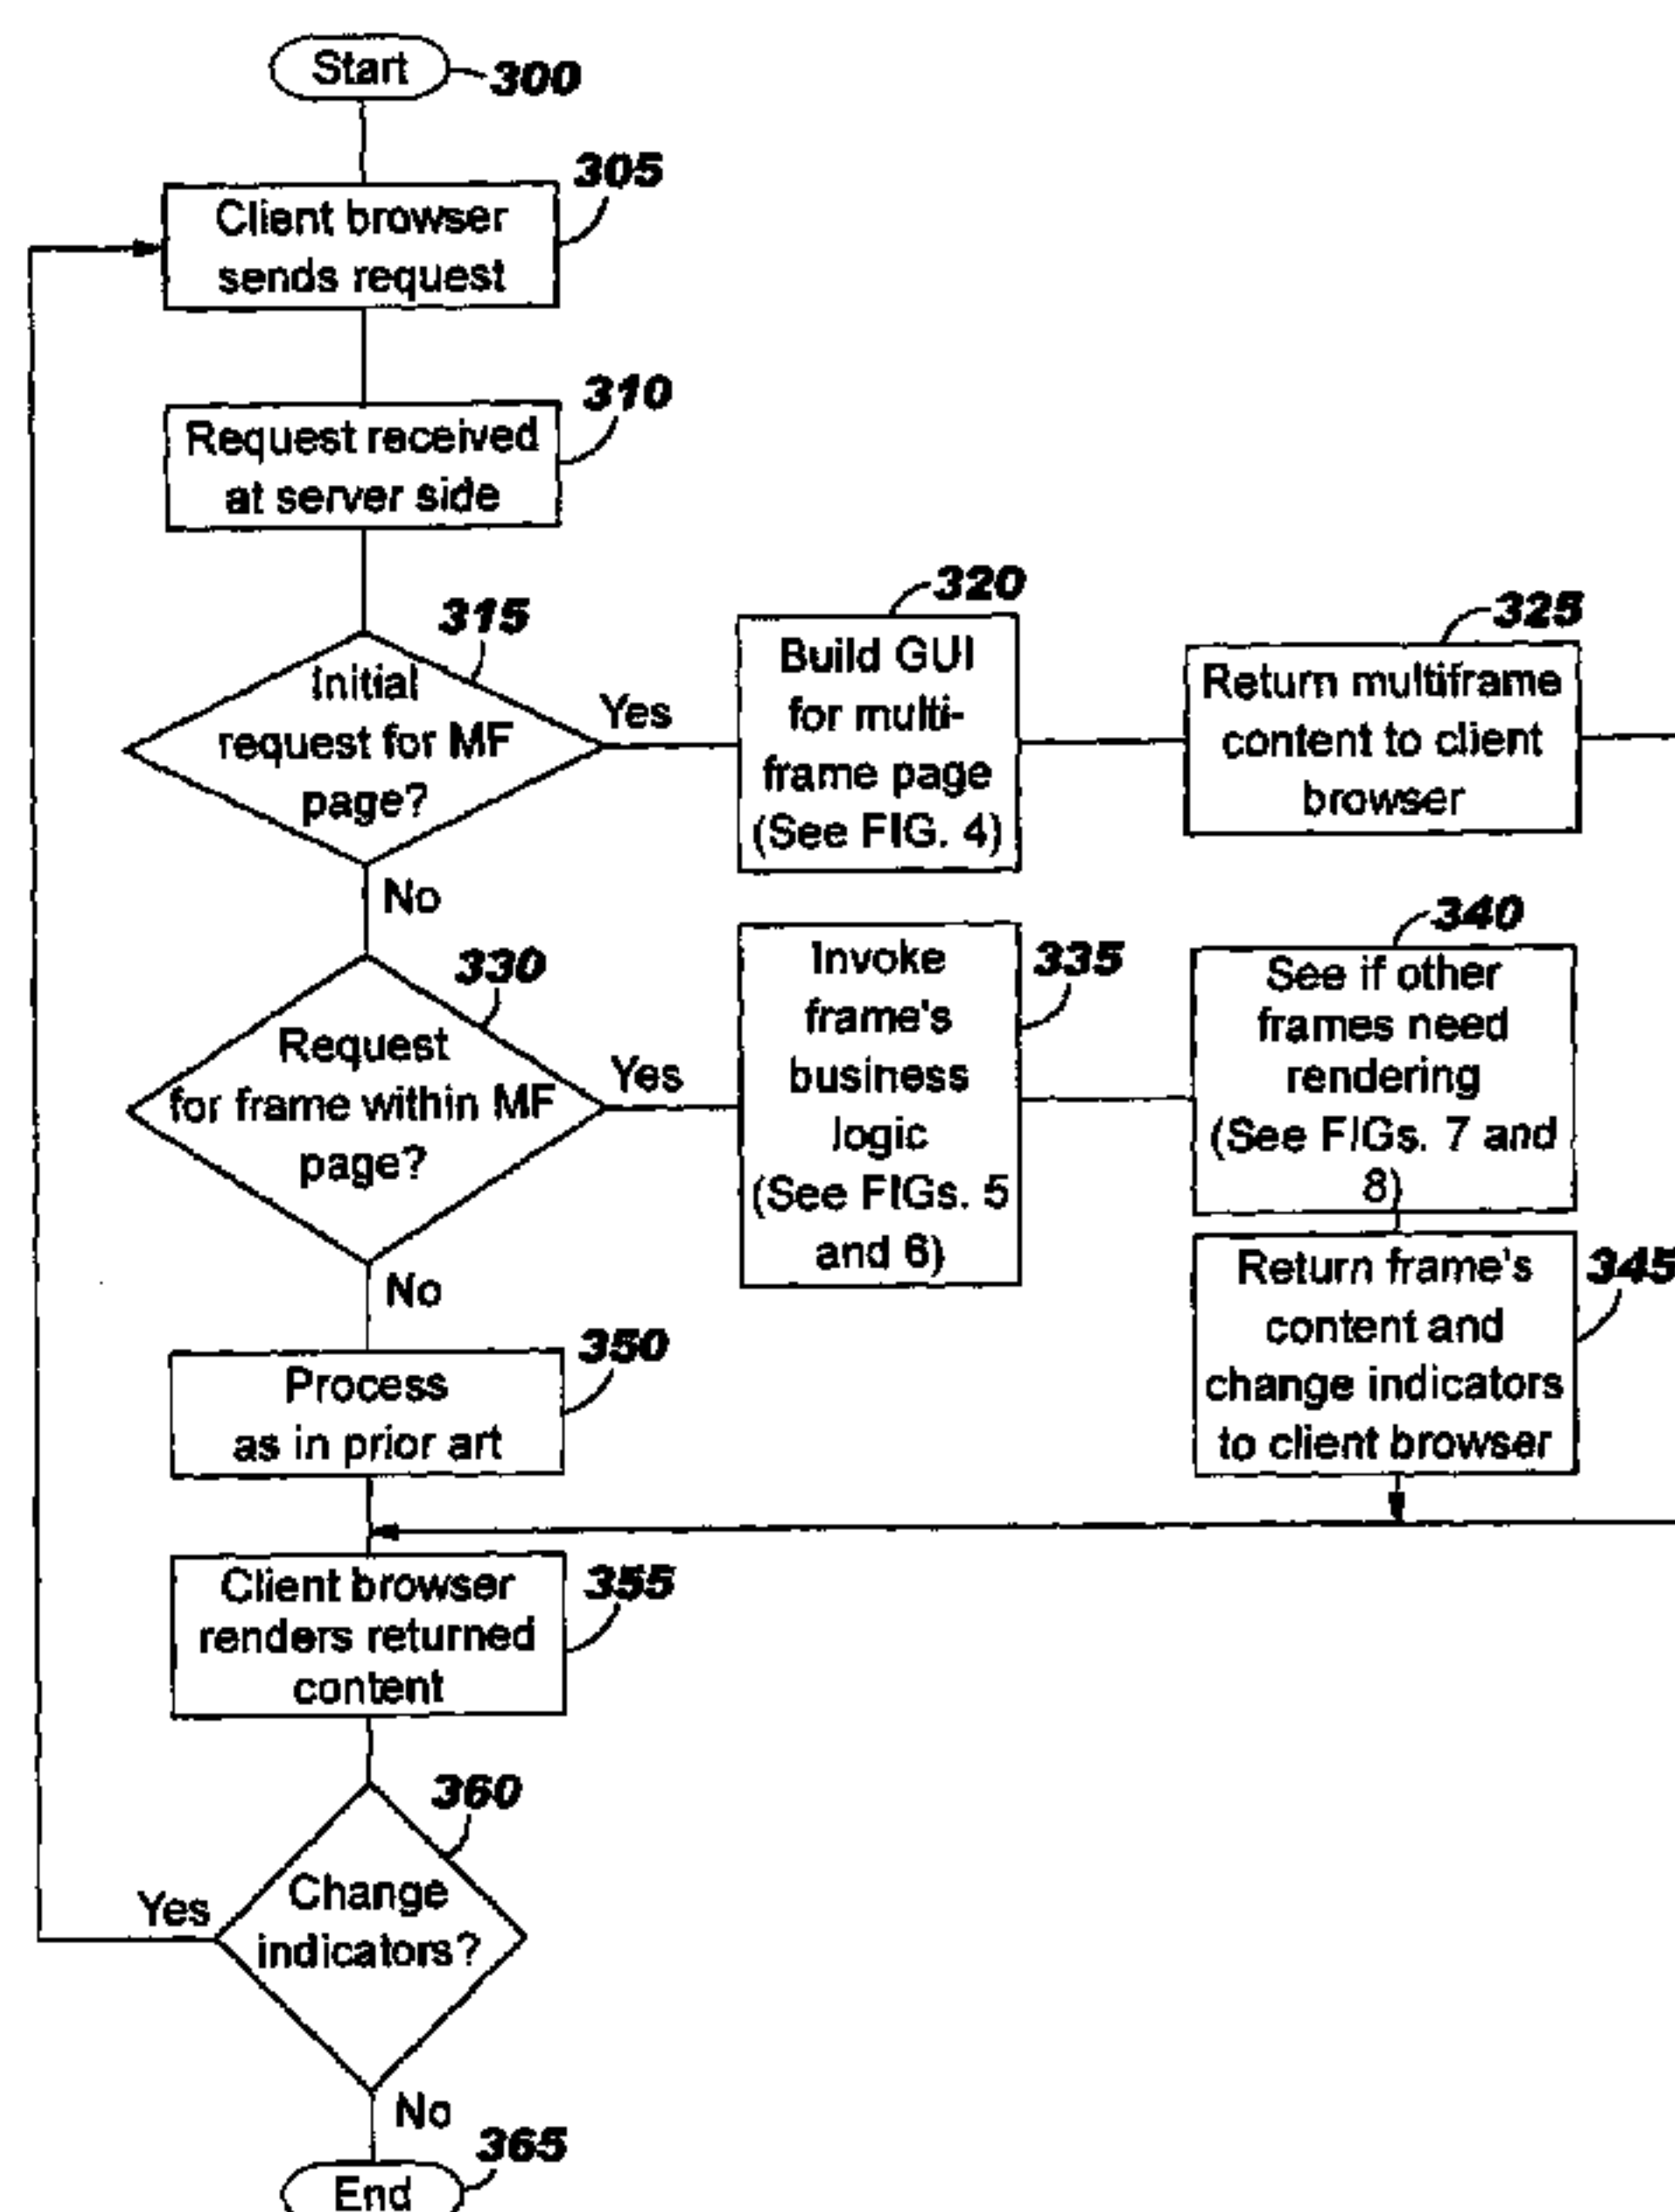 Start
300
305
Client browser
sends request
310
Request received
at server side
315
Initial
request for MF
page?
Yes
No
320
Build GUI
for multi-
frame page
(See FIG. 4)
325
Return multiframe
content to client
browser
330
Request
for frame within MF
page?
Yes
No
335
Invoke
frame's
business
logic
(See FIGs. 5
and 6)
340
See if other
frames need
rendering
(See FIGs. 7 and
8)
345
Return frame's
content and
change indicators
to client browser
350
Process
as in prior art
355
Client browser
renders returned
content
360
Change
indicators?
Yes
No
365
End